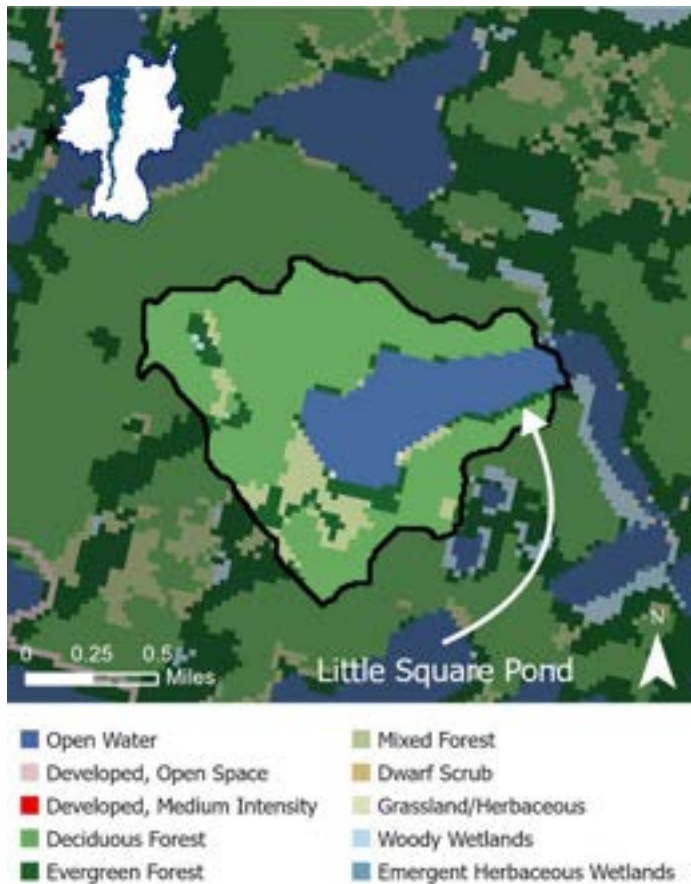 N
0 0.25 0.5
Miles
Little Square Pond
Open Water
Developed, Open Space
Developed, Medium Intensity
Deciduous Forest
Evergreen Forest
Mixed Forest
Dwarf Scrub
Grassland/Herbaceous
Woody Wetlands
Emergent Herbaceous Wetlands